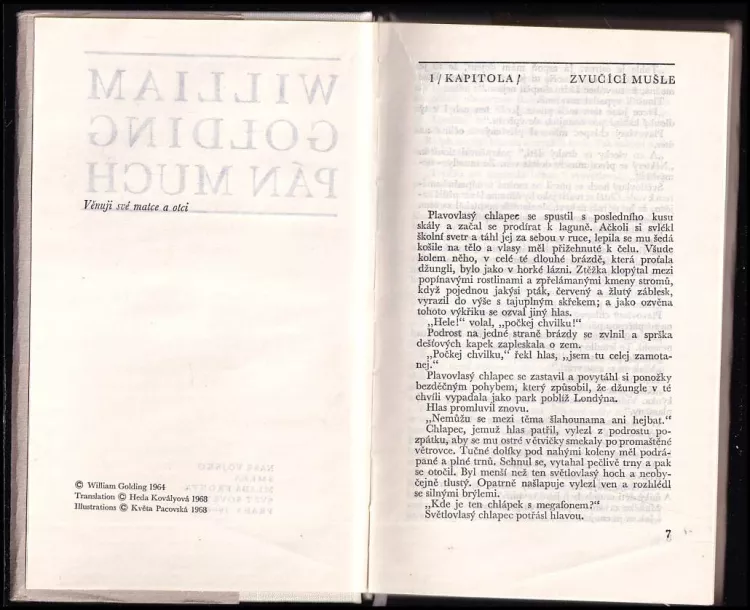 WILLIAM
GOLDING
PÁN MUCH
Věnuji své matce a otci
© William Golding 1964
Translation © Heda Kovályová 1968
Illustrations © Květa Pacovská 1968
1/ KAPITOLA/ ZVUČÍCÍ MUŠLE
Plavovlasý chlapec se spustil s posledního kusu
skály a začal se prodírat k laguně. Ačkoli si svlékl
školní svetr a táhl jej za sebou v ruce, lepila se mu šedá
košile na tělo a vlasy měl přižehnuté k čelu. Všude
kolem něho, v celé té dlouhé brázdě, která proťala
džungli, bylo jako v horké lázni. Ztěžka klopýtal mezi
popínavými rostlinami a zpřelámanými kmeny stromů,
když pojednou jakýsi pták, červený a žlutý záblesk,
vyrazil do výše s tajuplným skřekem; a jako ozvěna
tohoto výkřiku se ozval jiný hlas.
„Hele!“ volal, „počkej chvilku!“
Podrost na jedné straně brázdy se zvlnil a sprška
dešťových kapek zapleskala o zem.
„Počkej chvilku,“ řekl hlas, „jsem tu celej zamota-
nej.“
Plavovlasý chlapec se zastavil a povytáhl si ponožky
bezděčným pohybem, který způsobil, že džungle v té
chvíli vypadala jako park poblíž Londýna.
Hlas promluvil znovu.
„Nemůžu se mezi těma šlahounama ani hejbat.“
Chlapec, jemuž hlas patřil, vylezl z podrostu po-
zpátku, aby se mu ostré větvičky smekaly po promaštěné
větrovce. Tučné dolíky pod nahými koleny měl podrá-
pané a plné trnů. Sehnul se, vytahal pečlivě trny a pak
se otočil. Byl menší než ten světlovlasý hoch a neoby-
čejně tlustý. Opatrně našlapuje vylezl ven a rozhlédl
se silnými brýlemi.
„Kde je ten chlápek s megafonem?“
Světlovlasý chlapec potřásl hlavou.
7